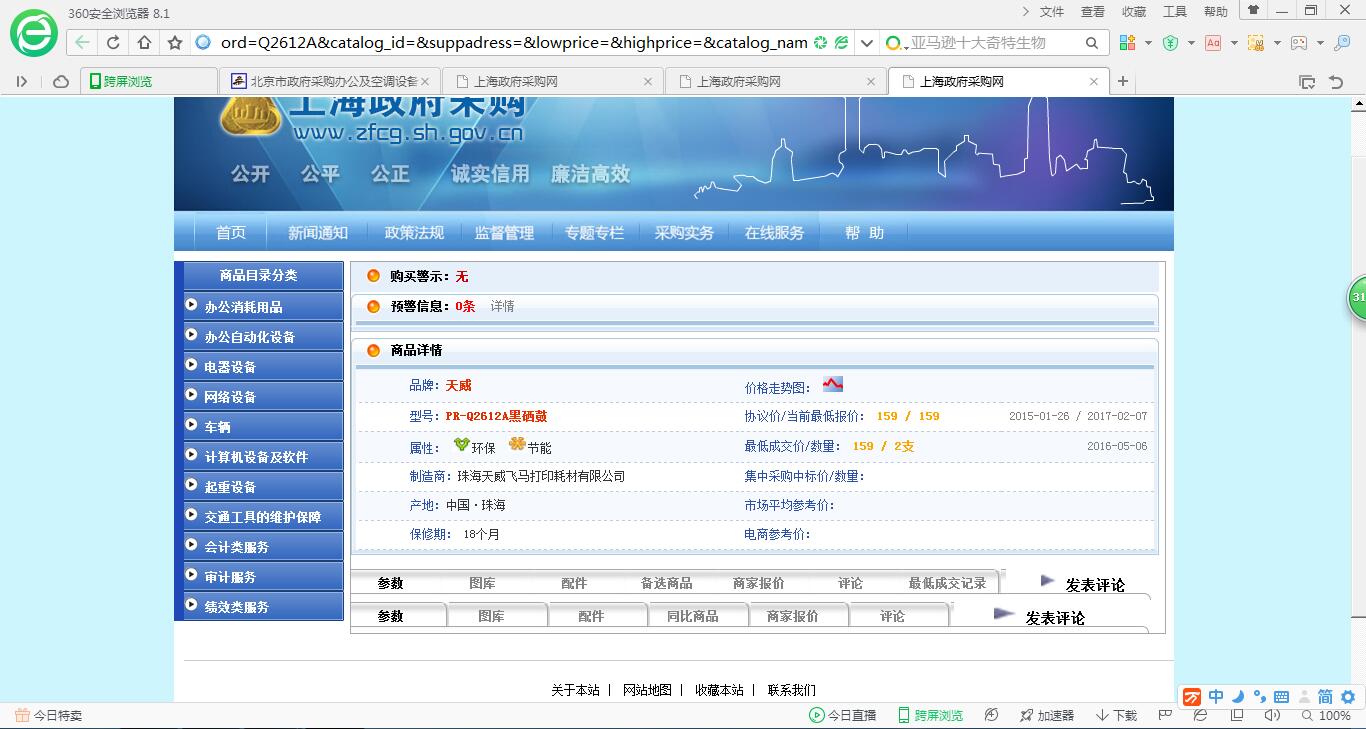 360安全浏览器 8.1
文件 查看 收藏 工具 帮助
ord=Q2612A&catalog_id=&suppadress=&lowprice=&highprice=&catalog_nam
亚马逊十大奇特生物
跨屏浏览
北京市政府采购办公及空调设备
上海政府采购网
上海政府采购网
上海政府采购网
上海政府采购
www.zfcg.sh.gov.cn
公开 公平 公正 诚实信用 廉洁高效
首页 新闻通知 政策法规 监督管理 专题专栏 采购实务 在线服务 帮 助
商品目录分类
办公消耗用品
办公自动化设备
电器设备
网络设备
车辆
计算机设备及软件
起重设备
交通工具的维护保障
会计类服务
审计服务
绩效类服务
购买警示：无
预警信息：0条 详情
商品详情
品牌：天威 价格走势图：
型号：PR-Q2612A黑硒鼓 协议价/当前最低报价： 159 / 159 2015-01-26 / 2017-02-07
属性： 环保 节能 最低成交价/数量： 159 / 2支 2016-05-06
制造商：珠海天威飞马打印耗材有限公司 集中采购中标价/数量：
产地：中国·珠海 市场平均参考价：
保修期： 18个月 电商参考价：
参数 图库 配件 备选商品 商家报价 评论 最低成交记录 发表评论
参数 图库 配件 同比商品 商家报价 评论 发表评论
关于本站 | 网站地图 | 收藏本站 | 联系我们
31
万 中 简
今日特卖 今日直播 跨屏浏览 加速器 下载 100%